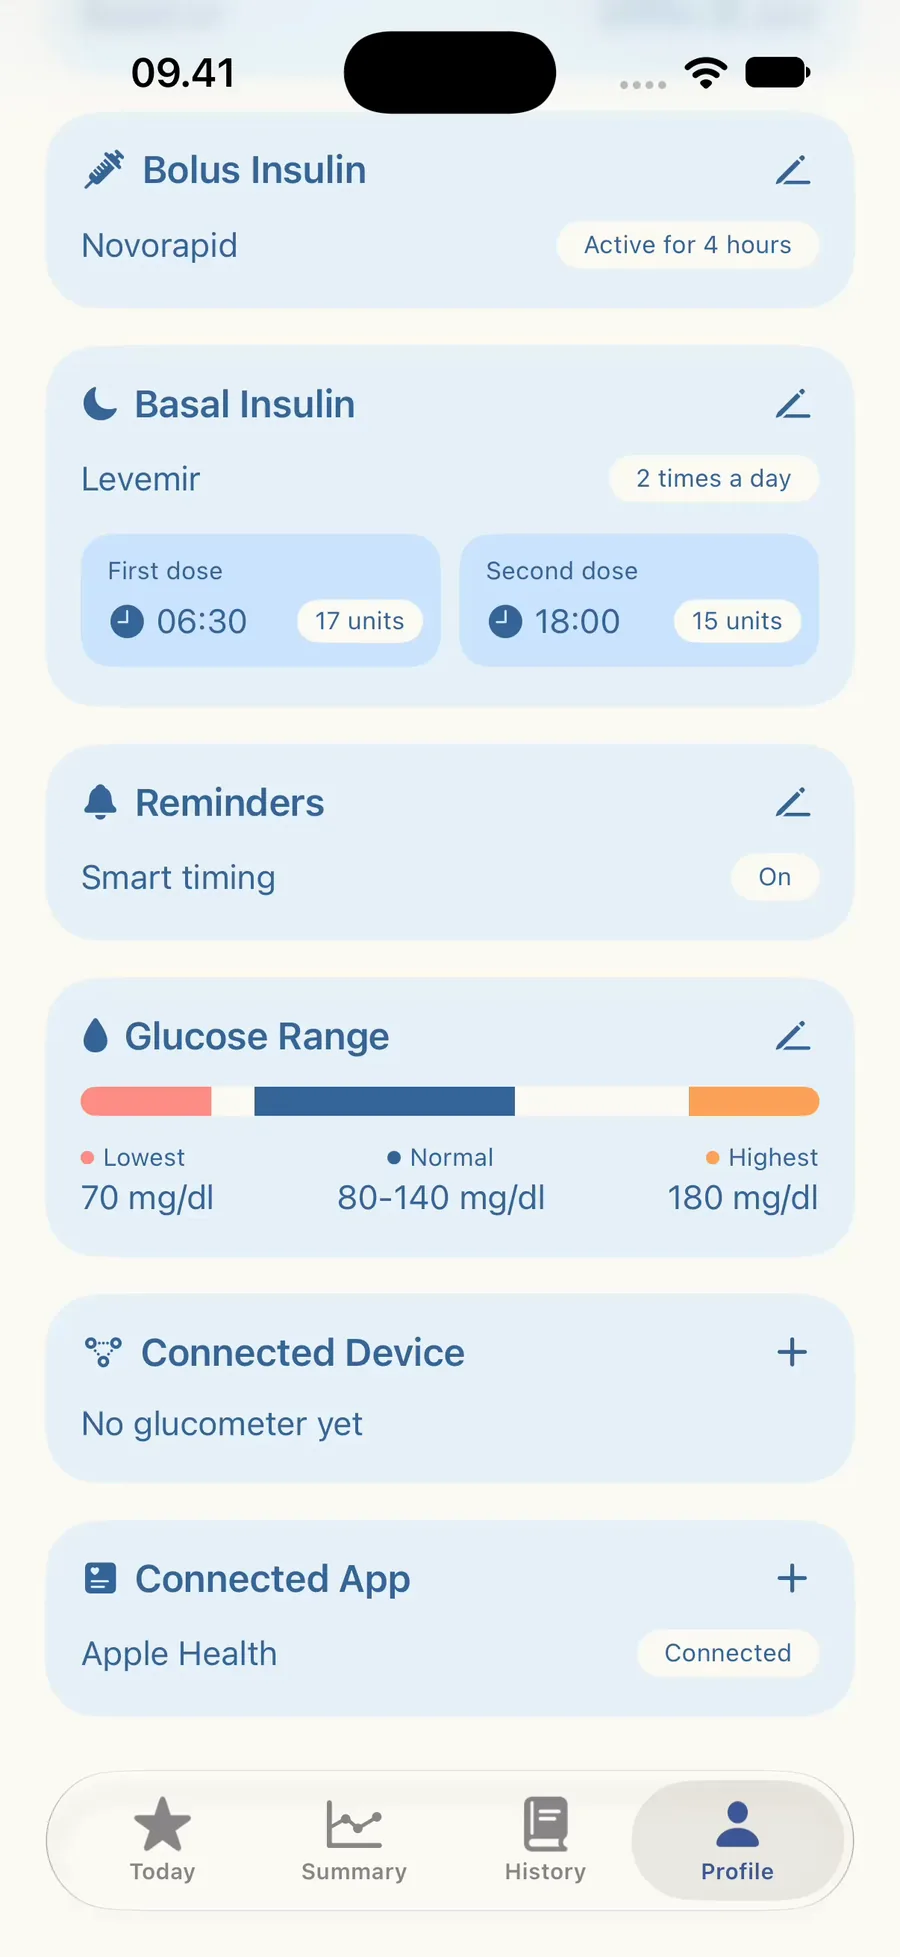 09.41
Bolus Insulin
Novorapid
Active for 4 hours
Basal Insulin
Levemir
2 times a day
First dose
06:30
17 units
Second dose
18:00
15 units
Reminders
Smart timing
On
Glucose Range
Lowest
70 mg/dl
Normal
80-140 mg/dl
Highest
180 mg/dl
Connected Device
No glucometer yet
Connected App
Apple Health
Connected
Today
Summary
History
Profile